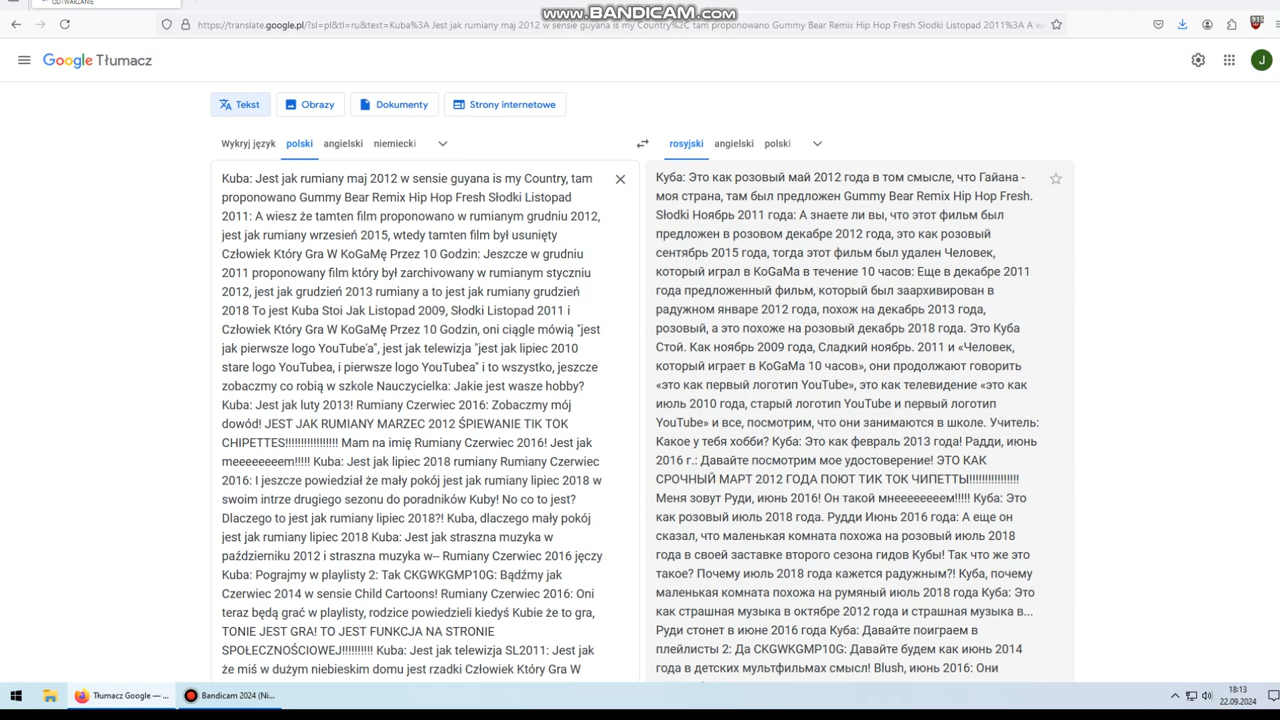 ODTWARZANIE
www.BANDICAM.com
https://translate.google.pl/?sl=pl&tl=ru&text=Kuba%3A Jest jak rumiany maj 2012 w sensie guyana is my Country%2C tam proponowano Gummy Bear Remix Hip Hop Fresh Słodki Listopad 2011%3A A w
Google Tłumacz
J
Tekst
Obrazy
Dokumenty
Strony internetowe
Wykryj język polski angielski niemiecki
rosyjski angielski polski
Kuba: Jest jak rumiany maj 2012 w sensie guyana is my Country, tam
proponowano Gummy Bear Remix Hip Hop Fresh Słodki Listopad
2011: A wiesz że tamten film proponowano w rumianym grudniu 2012,
jest jak rumiany wrzesień 2015, wtedy tamten film był usunięty
Człowiek Który Gra W KoGaMę Przez 10 Godzin: Jeszcze w grudniu
2011 proponowany film który był zarchiwowany w rumianym styczniu
2012, jest jak grudzień 2013 rumiany a to jest jak rumiany grudzień
2018 To jest Kuba Stoi Jak Listopad 2009, Słodki Listopad 2011 i
Człowiek Który Gra W KoGaMę Przez 10 Godzin, oni ciągle mówią "jest
jak pierwsze logo YouTube'a", jest jak telewizja "jest jak lipiec 2010
stare logo YouTubea, i pierwsze logo YouTubea" i to wszystko, jeszcze
zobaczmy co robią w szkole Nauczycielka: Jakie jest wasze hobby?
Kuba: Jest jak luty 2013! Rumiany Czerwiec 2016: Zobaczmy mój
dowód! JEST JAK RUMIANY MARZEC 2012 ŚPIEWANIE TIK TOK
CHIPETTES!!!!!!!!!!!!!!!!! Mam na imię Rumiany Czerwiec 2016! Jest jak
meeeeeeeem!!!!! Kuba: Jest jak lipiec 2018 rumiany Rumiany Czerwiec
2016: I jeszcze powiedział że mały pokój jest jak rumiany lipiec 2018 w
swoim intrze drugiego sezonu do poradników Kuby! No co to jest?
Dlaczego to jest jak rumiany lipiec 2018?! Kuba, dlaczego mały pokój
jest jak rumiany lipiec 2018 Kuba: Jest jak straszna muzyka w
październiku 2012 i straszna muzyka w-- Rumiany Czerwiec 2016 jęczy
Kuba: Pograjmy w playlisty 2: Tak CKGWKGMP10G: Bądźmy jak
Czerwiec 2014 w sensie Child Cartoons! Rumiany Czerwiec 2016: Oni
teraz będą grać w playlisty, rodzice powiedzieli kiedyś Kubie że to gra,
TONIE JEST GRA! TO JEST FUNKCJA NA STRONIE
SPOŁECZNOŚCIOWEJ!!!!!!!!!! Kuba: Jest jak telewizja SL2011: Jest jak
że miś w dużym niebieskim domu jest rzadki Człowiek Który Gra W
Куба: Это как розовый май 2012 года в том смысле, что Гайана -
моя страна, там был предложен Gummy Bear Remix Hip Hop Fresh.
Słodki Ноябрь 2011 года: А знаете ли вы, что этот фильм был
предложен в розовом декабре 2012 года, это как розовый
сентябрь 2015 года, тогда этот фильм был удален Человек,
который играл в KoGaMa в течение 10 часов: Еще в декабре 2011
года предложенный фильм, который был заархивирован в
радужном январе 2012 года, похож на декабрь 2013 года,
розовый, а это похоже на розовый декабрь 2018 года. Это Куба
Стой. Как ноябрь 2009 года, Сладкий ноябрь. 2011 и «Человек,
который играет в KoGaMa 10 часов», они продолжают говорить
«это как первый логотип YouTube», это как телевидение «это как
июль 2010 года, старый логотип YouTube и первый логотип
YouTube» и все, посмотрим, что они занимаются в школе. Учитель:
Какое у тебя хобби? Куба: Это как февраль 2013 года! Радди, июнь
2016 г.: Давайте посмотрим мое удостоверение! ЭТО КАК
СРОЧНЫЙ МАРТ 2012 ГОДА ПОЮТ ТИК ТОК ЧИПЕТТЫ!!!!!!!!!!!!!!!!!
Меня зовут Руди, июнь 2016! Он такой мнеееееееем!!!!! Куба: Это
как розовый июль 2018 года. Рудди Июнь 2016 года: А еще он
сказал, что маленькая комната похожа на розовый июль 2018
года в своей заставке второго сезона гидов Кубы! Так что же это
такое? Почему июль 2018 года кажется радужным?! Куба, почему
маленькая комната похожа на румяный июль 2018 года Куба: Это
как страшная музыка в октябре 2012 года и страшная музыка в...
Руди стонет в июне 2016 года Куба: Давайте поиграем в
плейлисты 2: Да CKGWKGMP10G: Давайте будем как июнь 2014
года в детских мультфильмах смысл! Blush, июнь 2016: Они
Tłumacz Google — ...
Bandicam 2024 (Ni...
18:13
22.09.2024